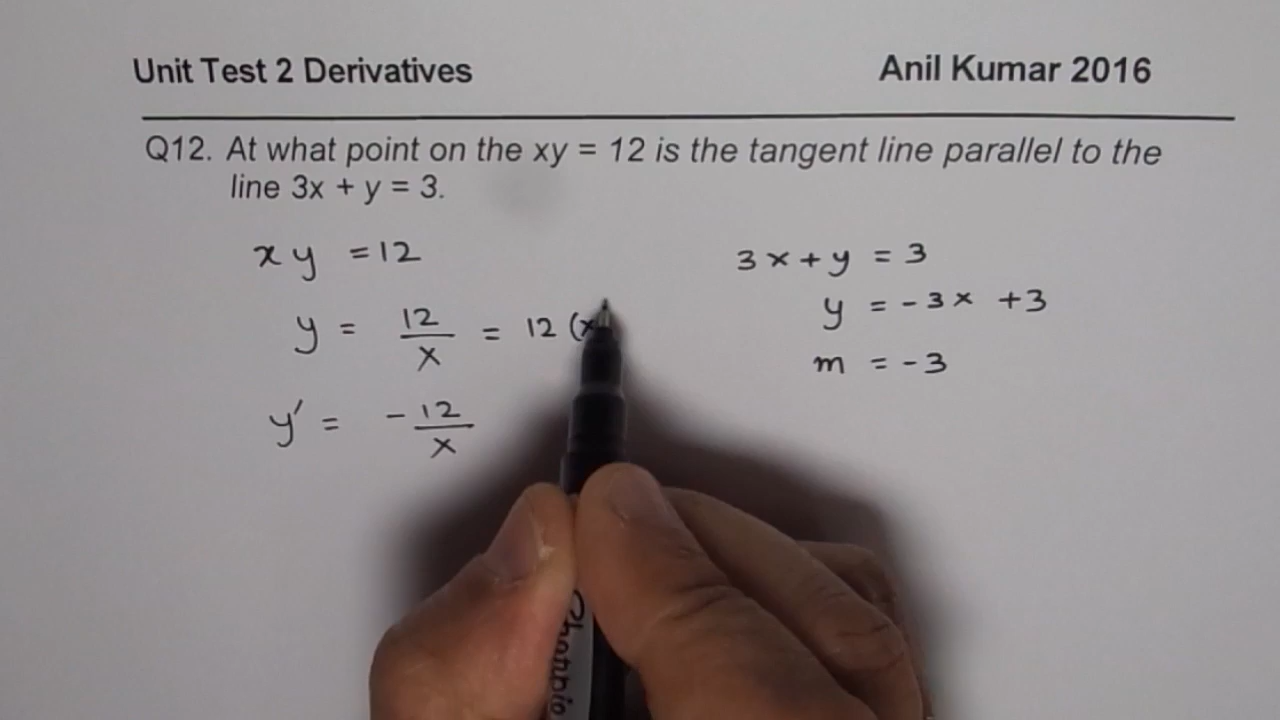 Unit Test 2 Derivatives Anil Kumar 2016
Q12. At what point on the xy = 12 is the tangent line parallel to the
line 3x + y = 3.
xy = 12
y = 12/x = 12 (x
y' = -12/x
3x + y = 3
y = -3x + 3
m = -3